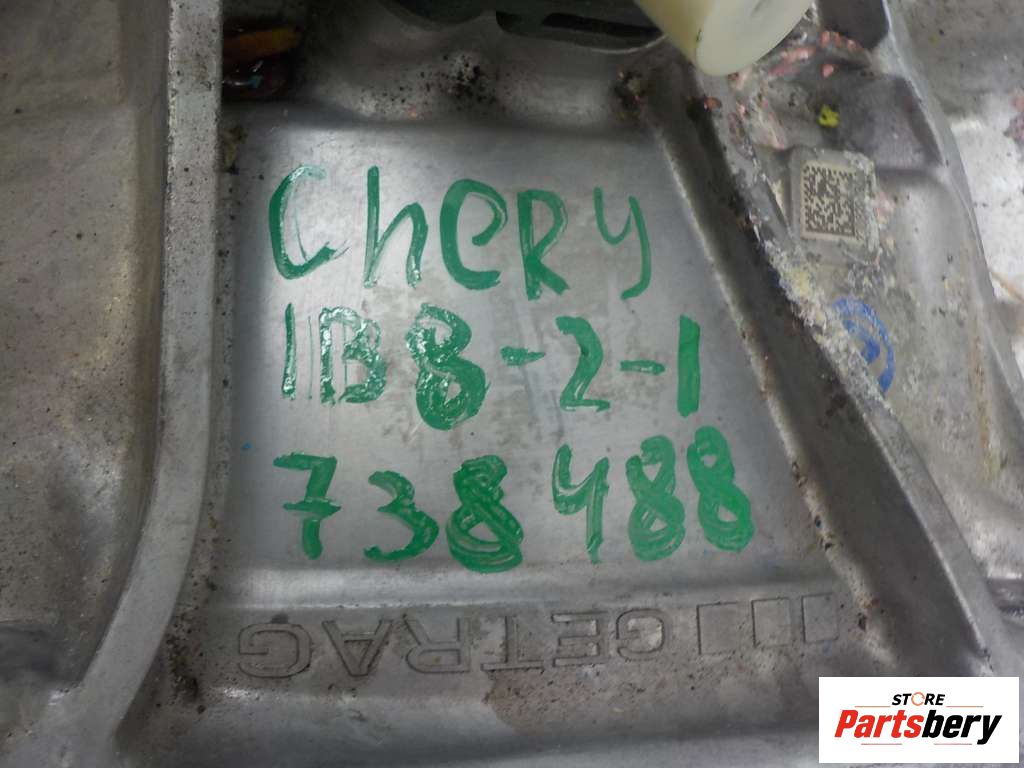 CHERY
1B8-2-1
738488
GETRAG
STORE
Partsbery